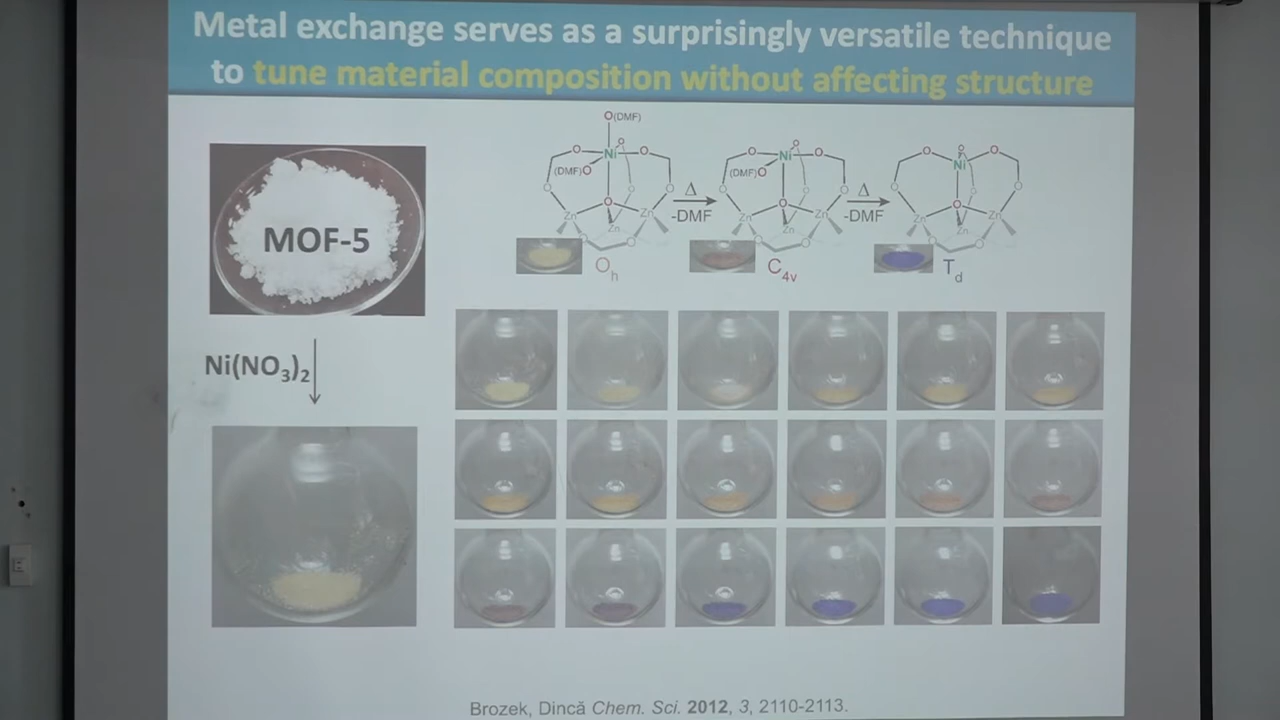 Metal exchange serves as a surprisingly versatile technique
to tune material composition without affecting structure
MOF-5
Ni(NO₃)₂
O(DMF)
O
O
Ni
O
(DMF)O
O
O
O
Zn
Zn
Zn
O
O
Δ
-DMF
O
O
Ni
O
(DMF)O
O
O
O
Zn
Zn
Zn
O
O
Δ
-DMF
O
O
Ni
O
O
O
O
Zn
Zn
Zn
O
O
Oₕ
C₄ᵥ
T_d
Brozek, Dincă Chem. Sci. 2012, 3, 2110-2113.